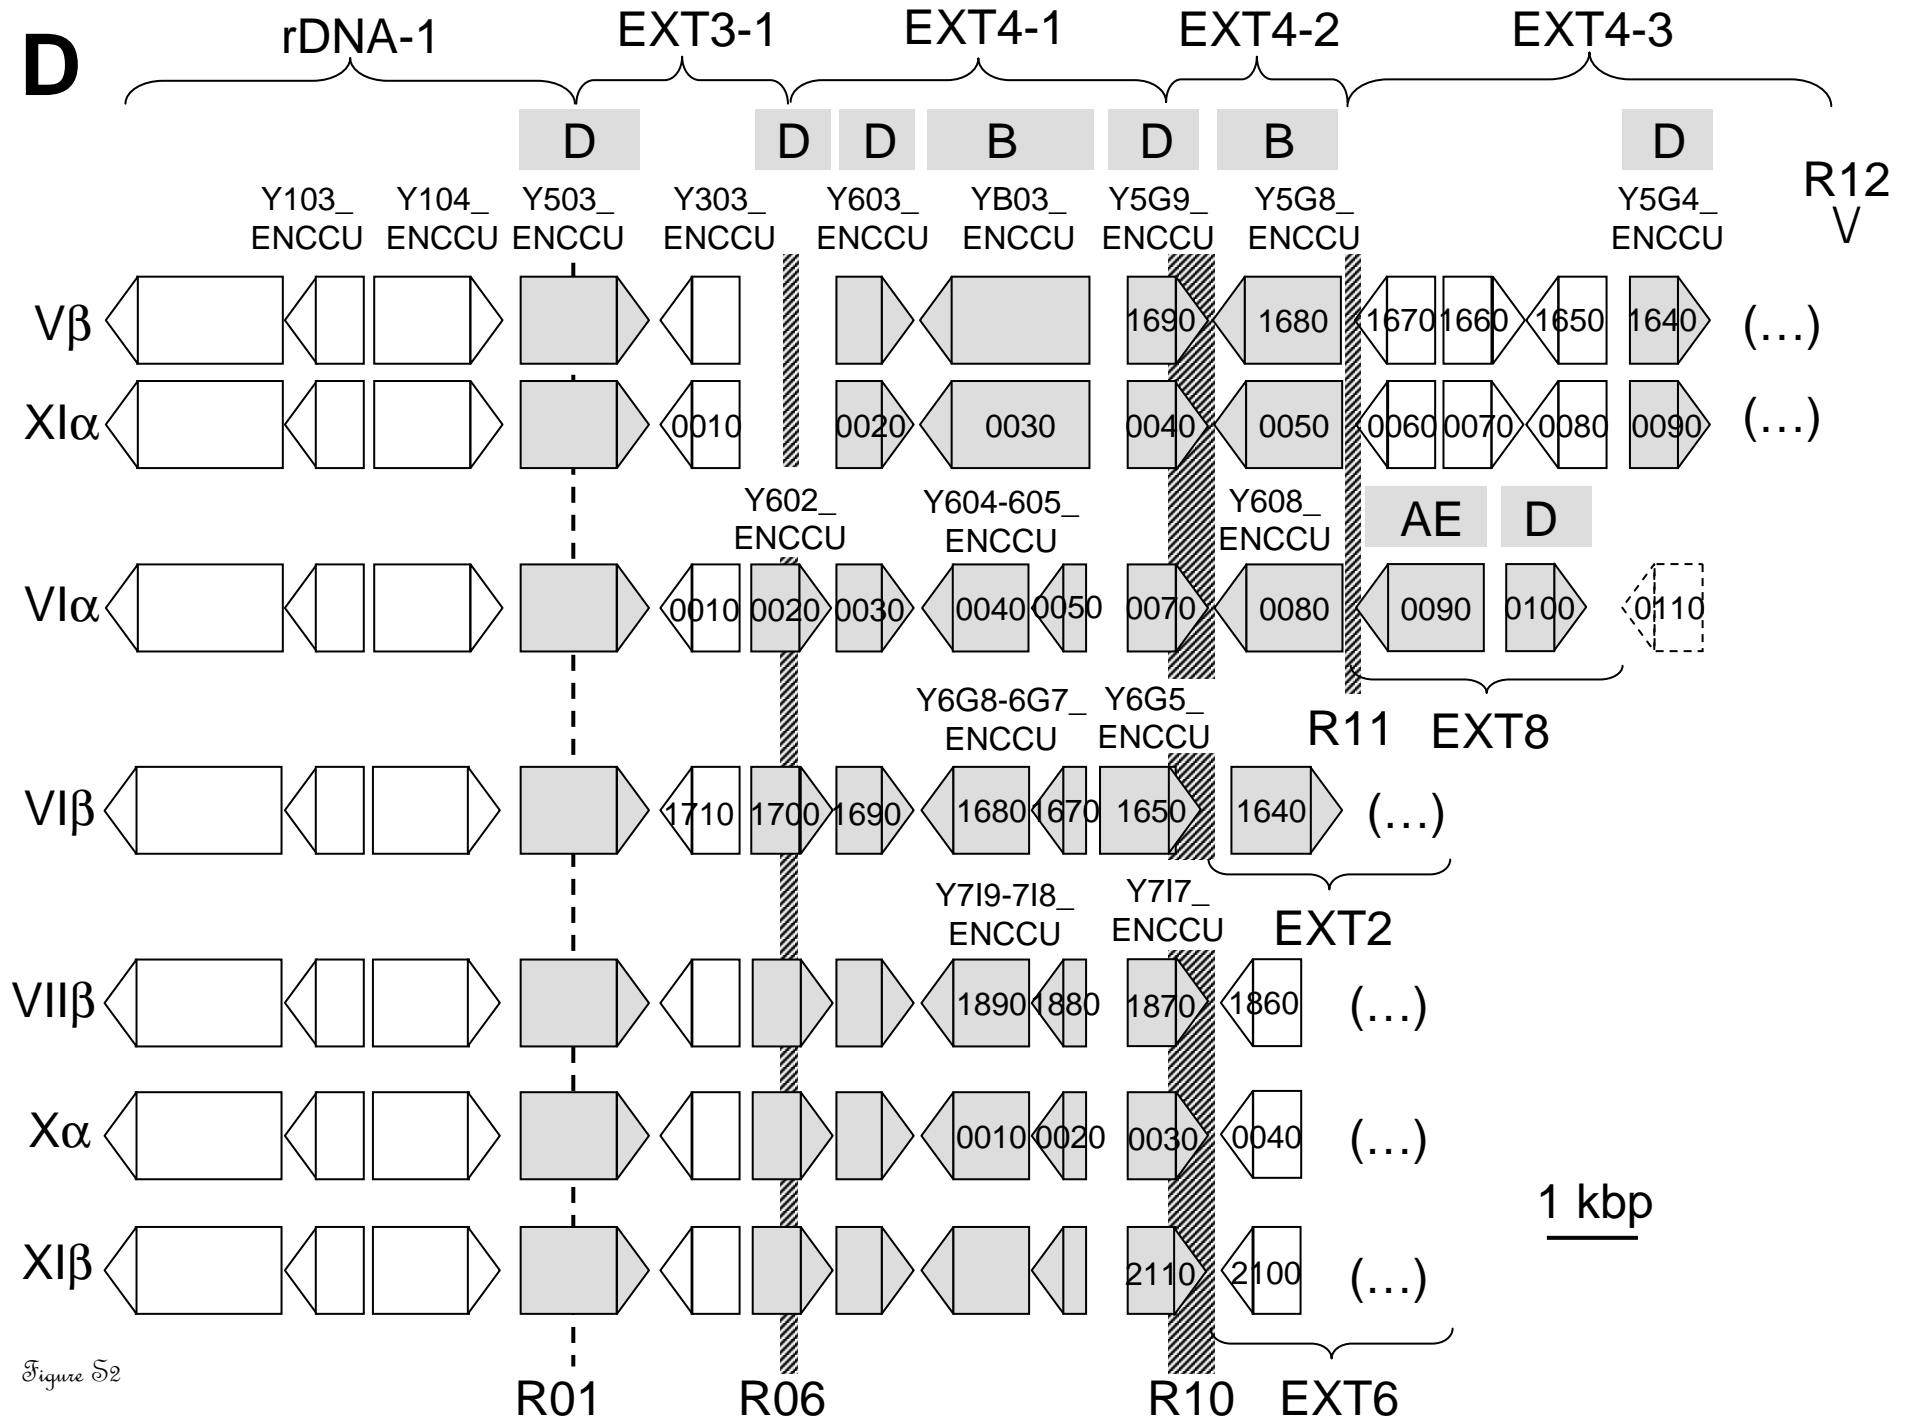 D
rDNA-1 EXT3-1 EXT4-1 EXT4-2 EXT4-3
D D D B D B D
R12
V
Y103_ Y104_ Y503_ Y303_ Y603_ YB03_ Y5G9_ Y5G8_ Y5G4_
ENCCU ENCCU ENCCU ENCCU ENCCU ENCCU ENCCU ENCCU ENCCU
Vβ 1690 1680 1670 1660 1650 1640 (...)
XIα 0010 0020 0030 0040 0050 0060 0070 0080 0090 (...)
Y602_ Y604-605_ Y608_ AE D
ENCCU ENCCU ENCCU
VIα 0010 0020 0030 0040 0050 0070 0080 0090 0100 0110
Y6G8-6G7_ Y6G5_
ENCCU ENCCU R11 EXT8
VIβ 1710 1700 1690 1680 1670 1650 1640 (...)
Y7I9-7I8_ Y7I7_
ENCCU ENCCU EXT2
VIIβ 1890 1880 1870 1860 (...)
Xα 0010 0020 0030 0040 (...)
1 kbp
XIβ 2110 2100 (...)
Figure S2
R01 R06 R10 EXT6